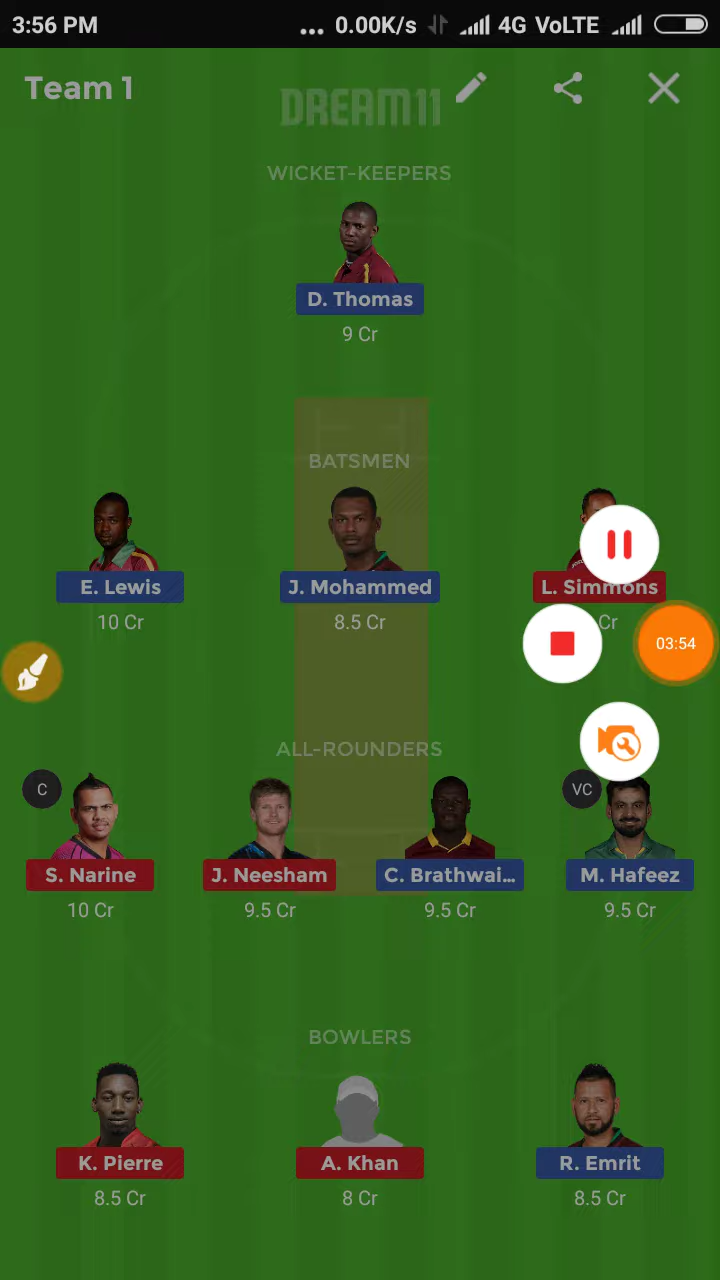 3:56 PM ... 0.00K/s 4G VoLTE
Team 1
DREAM11
WICKET-KEEPERS
D. Thomas
9 Cr
BATSMEN
E. Lewis J. Mohammed L. Simmons
10 Cr 8.5 Cr Cr
03:54
ALL-ROUNDERS
C VC
S. Narine J. Neesham C. Brathwai... M. Hafeez
10 Cr 9.5 Cr 9.5 Cr 9.5 Cr
BOWLERS
K. Pierre A. Khan R. Emrit
8.5 Cr 8 Cr 8.5 Cr